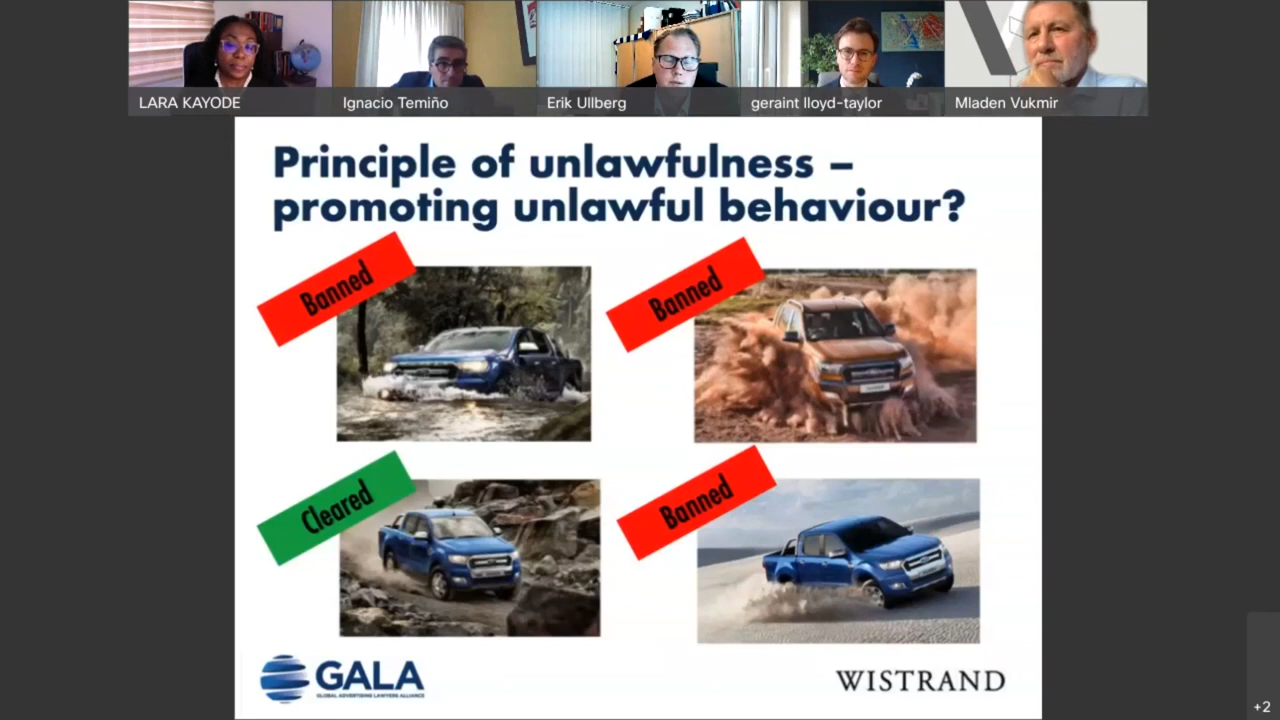 LARA KAYODE
Ignacio Temiño
Erik Ullberg
geraint lloyd-taylor
Mladen Vukmir
Principle of unlawfulness –
promoting unlawful behaviour?
Banned
Banned
Cleared
Banned
GALA
GLOBAL ADVERTISING LAWYERS ALLIANCE
WISTRAND
+2